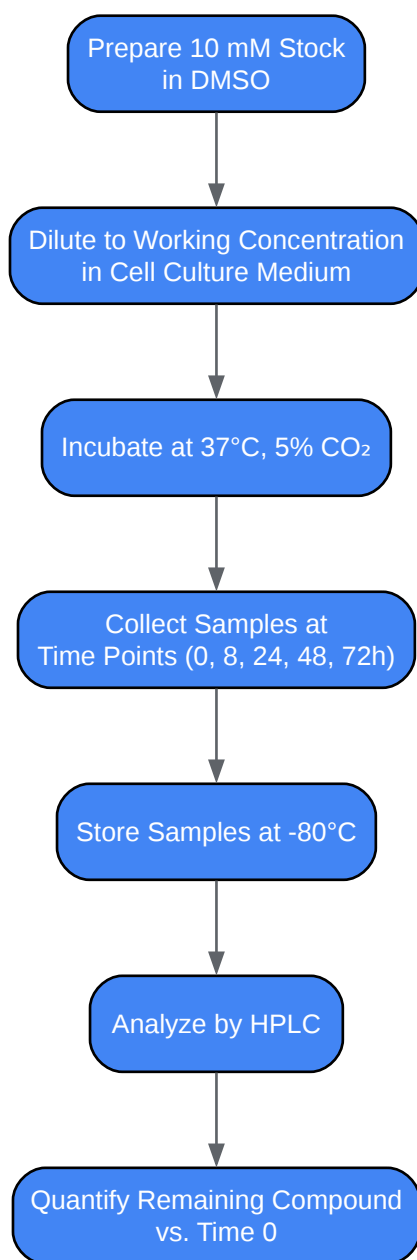 Prepare 10 mM Stock
in DMSO
Dilute to Working Concentration
in Cell Culture Medium
Incubate at 37°C, 5% CO₂
Collect Samples at
Time Points (0, 8, 24, 48, 72h)
Store Samples at -80°C
Analyze by HPLC
Quantify Remaining Compound
vs. Time 0